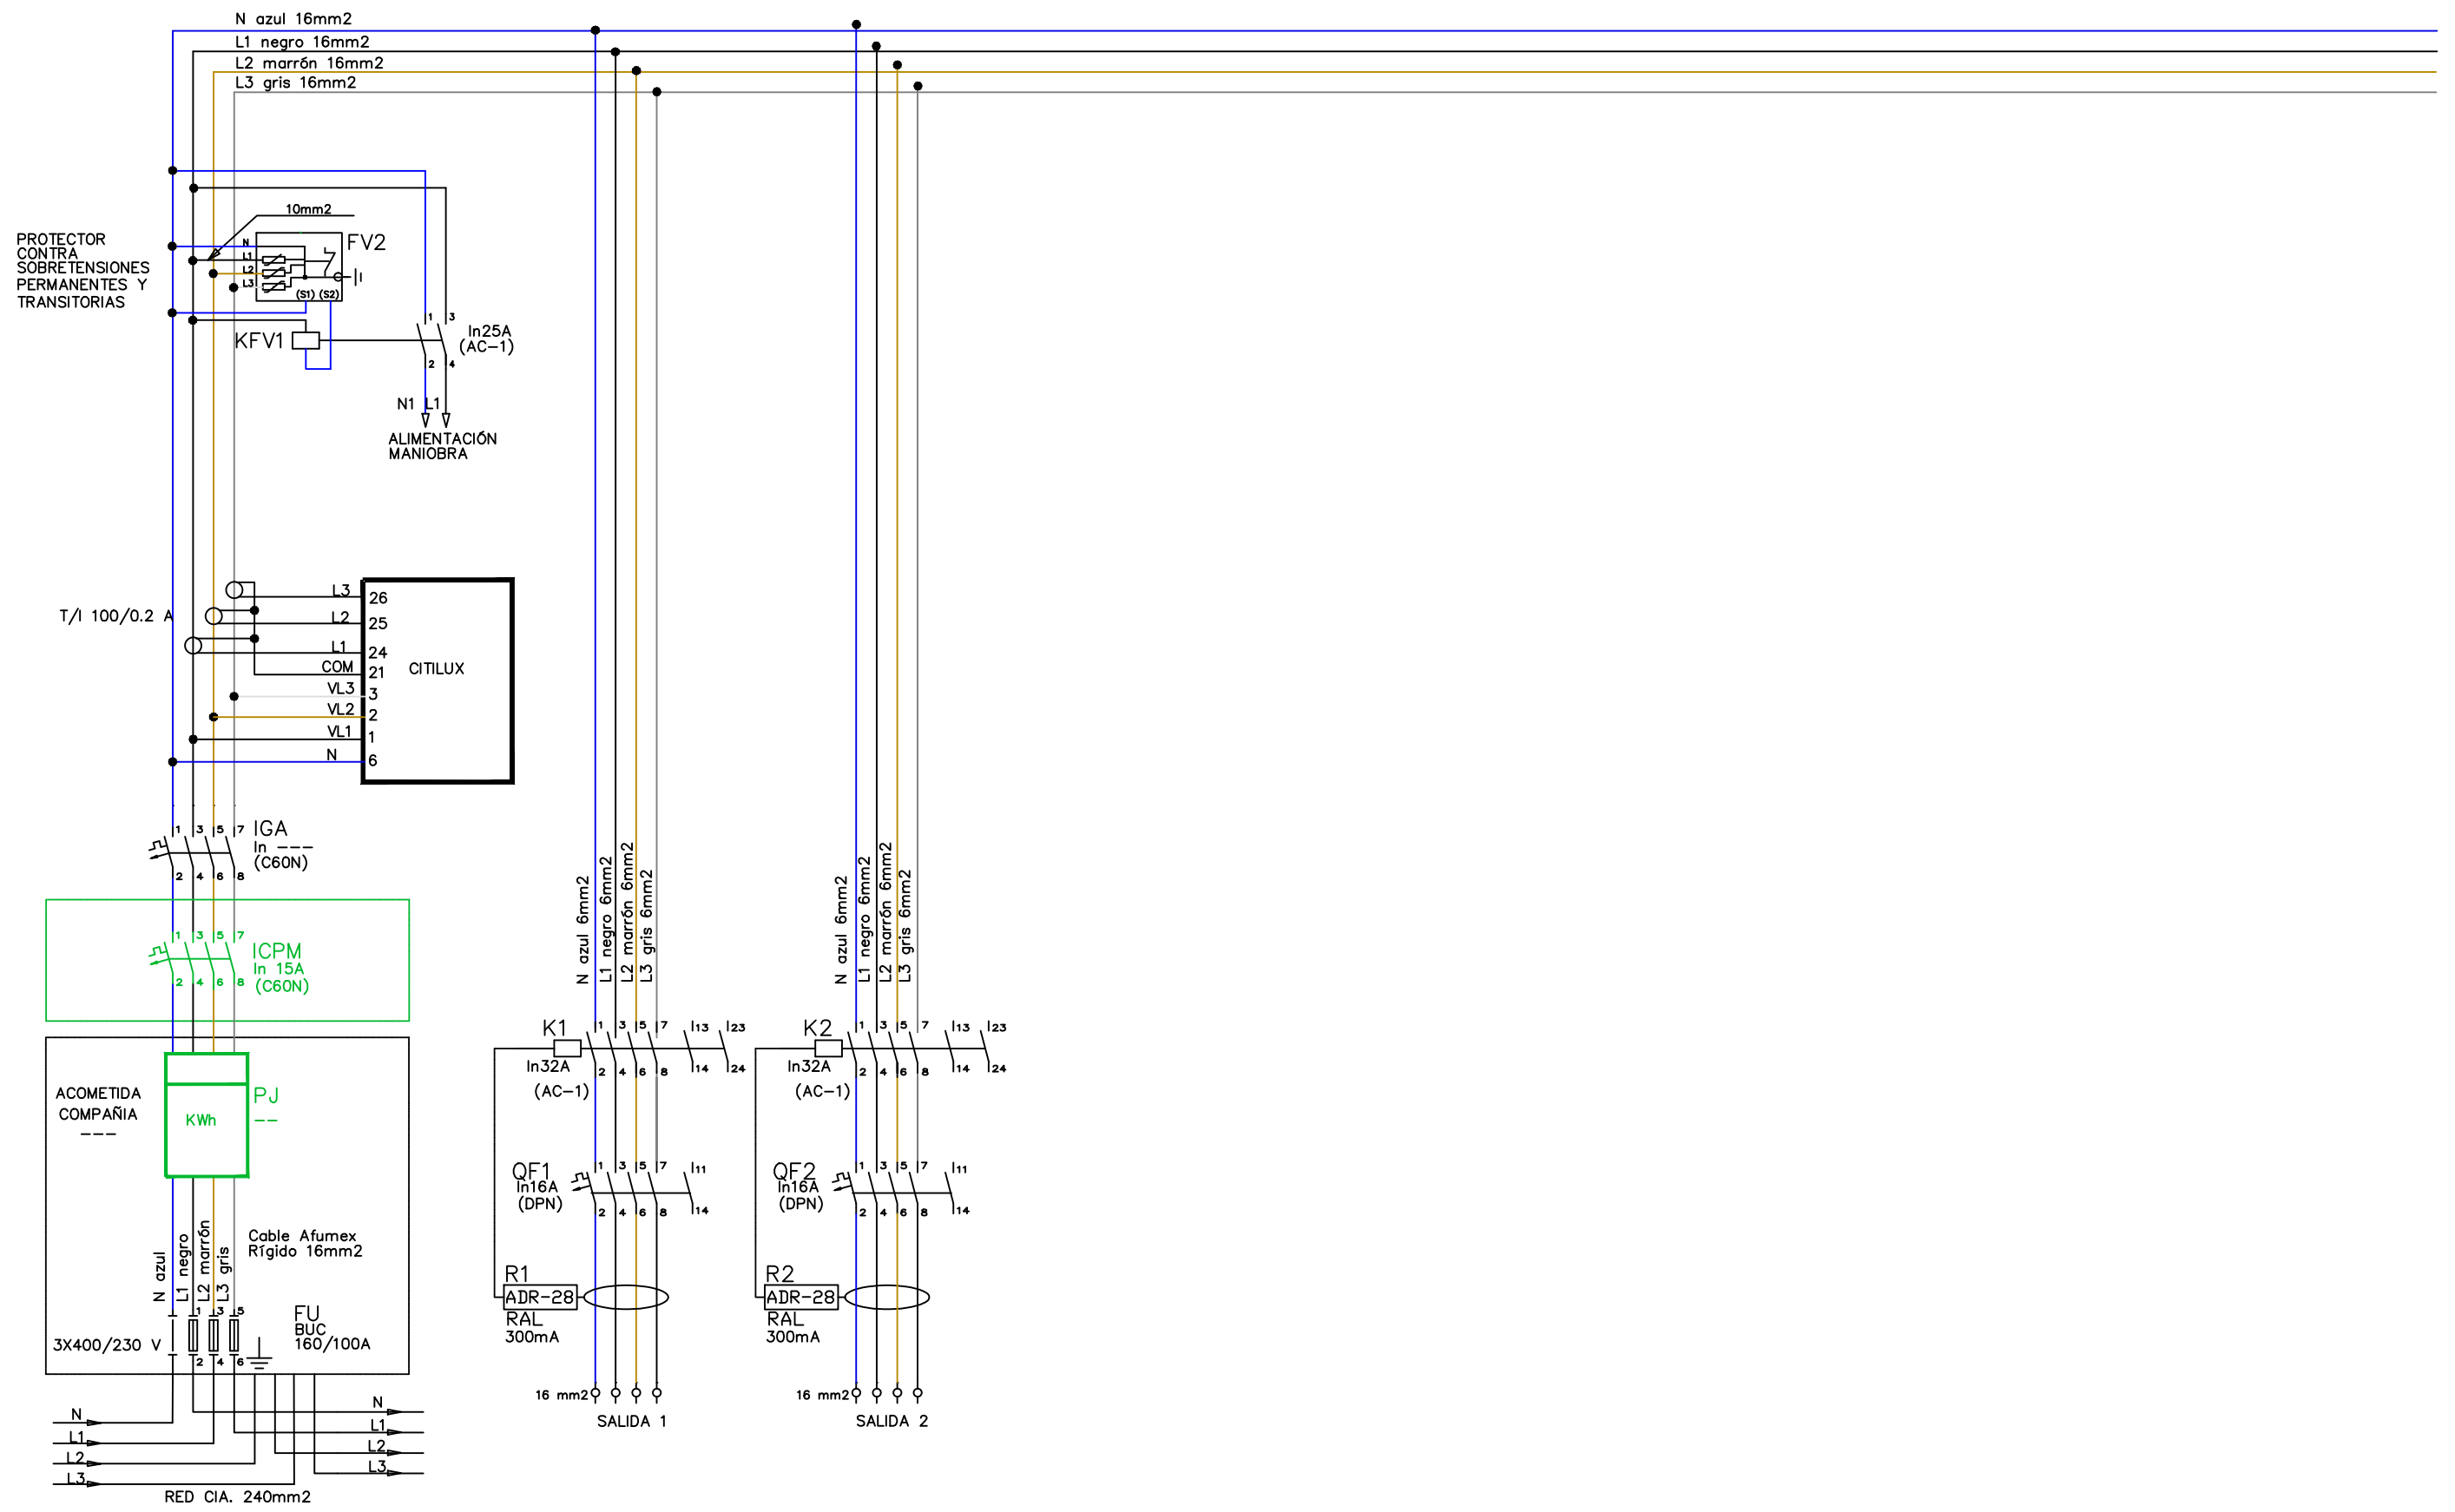 N azul 16mm2
L1 negro 16mm2
L2 marrón 16mm2
L3 gris 16mm2
10mm2
PROTECTOR
CONTRA
SOBRETENSIONES
PERMANENTES Y
TRANSITORIAS
N
L1
L2
L3
(S1) (S2)
FV2
KFV1
1 3
2 4
In25A
(AC-1)
N1 L1
ALIMENTACIÓN
MANIOBRA
T/I 100/0.2 A
L3 26
L2 25
L1 24
COM 21
VL3 3
VL2 2
VL1 1
N 6
CITILUX
1 3 5 7
2 4 6 8
IGA
In ---
(C60N)
1 3 5 7
2 4 6 8
ICPM
In 15A
(C60N)
ACOMETIDA
COMPAÑIA
---
KWh
PJ
--
N azul
L1 negro
L2 marrón
L3 gris
Cable Afumex
Rígido 16mm2
1 3 5
2 4 6
FU
BUC
160/100A
3X400/230 V
N
L1
L2
L3
N
L1
L2
L3
RED CIA. 240mm2
N azul 6mm2
L1 negro 6mm2
L2 marrón 6mm2
L3 gris 6mm2
K1
In32A
(AC-1)
1 3 5 7 13 23
2 4 6 8 14 24
QF1
In16A
(DPN)
1 3 5 7 11
2 4 6 8 14
R1
ADR-28
RAL
300mA
16 mm2
SALIDA 1
N azul 6mm2
L1 negro 6mm2
L2 marrón 6mm2
L3 gris 6mm2
K2
In32A
(AC-1)
1 3 5 7 13 23
2 4 6 8 14 24
QF2
In16A
(DPN)
1 3 5 7 11
2 4 6 8 14
R2
ADR-28
RAL
300mA
16 mm2
SALIDA 2